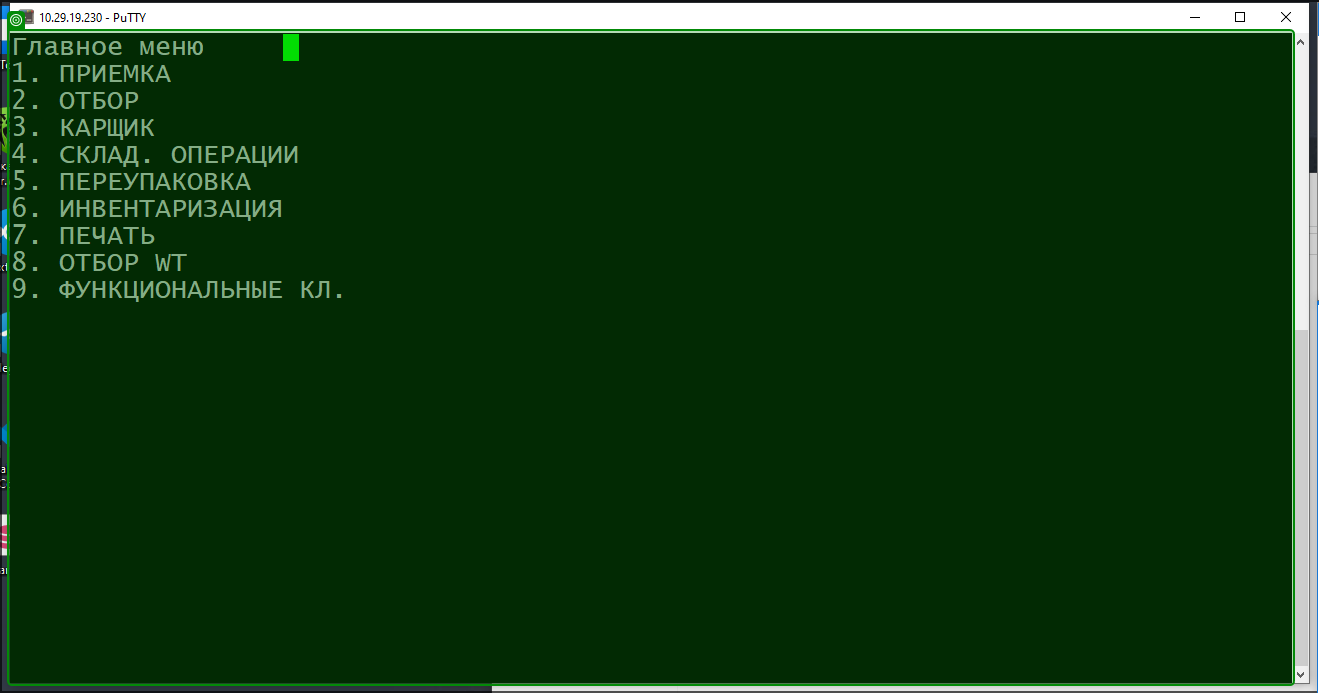 10.29.19.230 - PuTTY
Главное меню
1. ПРИЕМКА
2. ОТБОР
3. КАРЩИК
4. СКЛАД. ОПЕРАЦИИ
5. ПЕРЕУПАКОВКА
6. ИНВЕНТАРИЗАЦИЯ
7. ПЕЧАТЬ
8. ОТБОР WT
9. ФУНКЦИОНАЛЬНЫЕ КЛ.